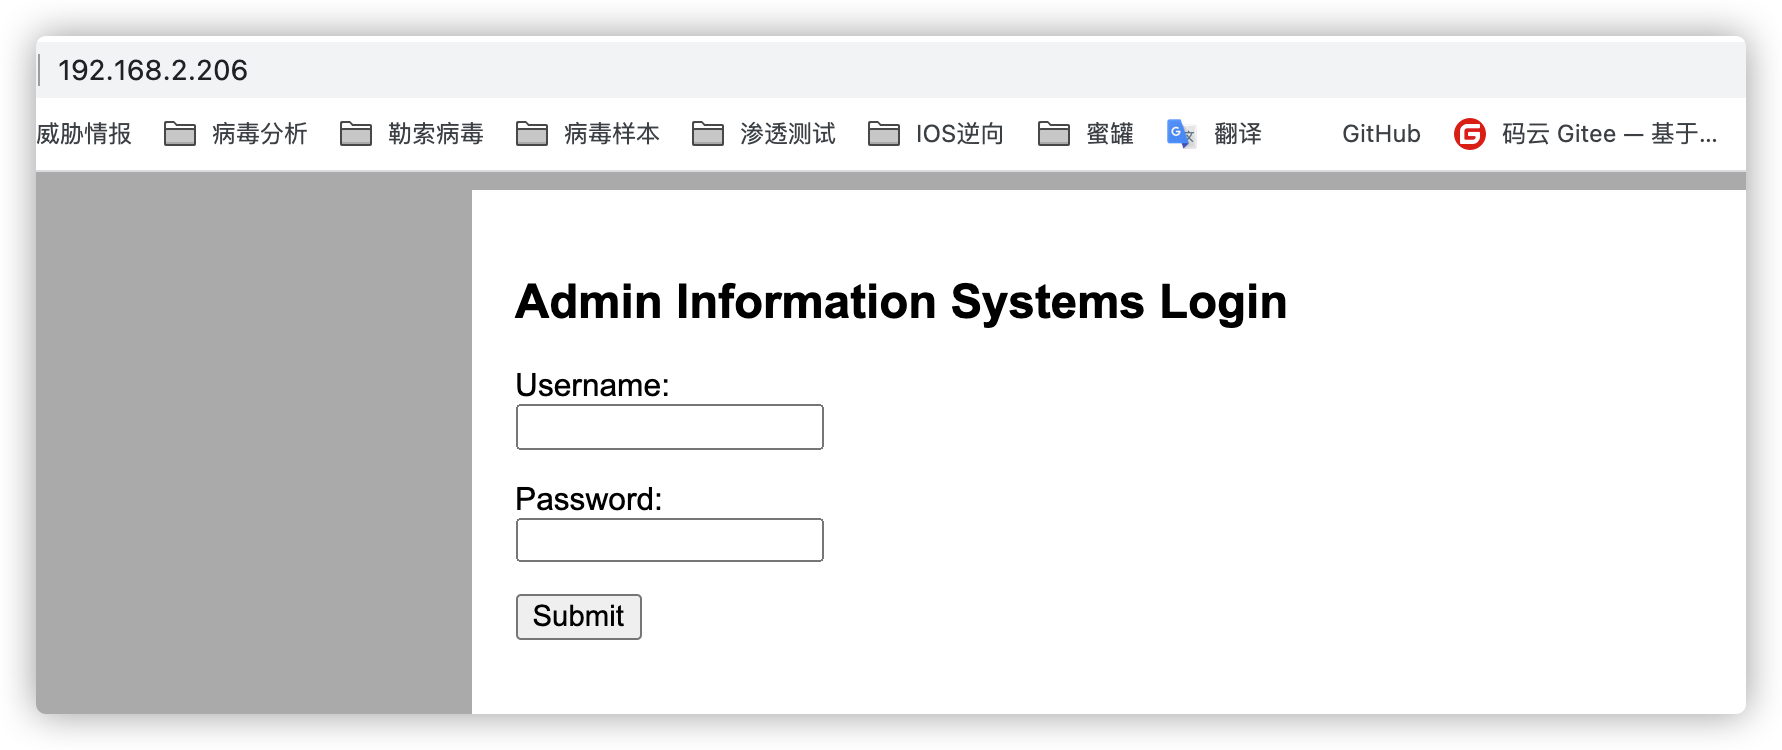 192.168.2.206
威胁情报 病毒分析 勒索病毒 病毒样本 渗透测试 IOS逆向 蜜罐 翻译 GitHub 码云 Gitee — 基于...
Admin Information Systems Login
Username:
Password:
Submit